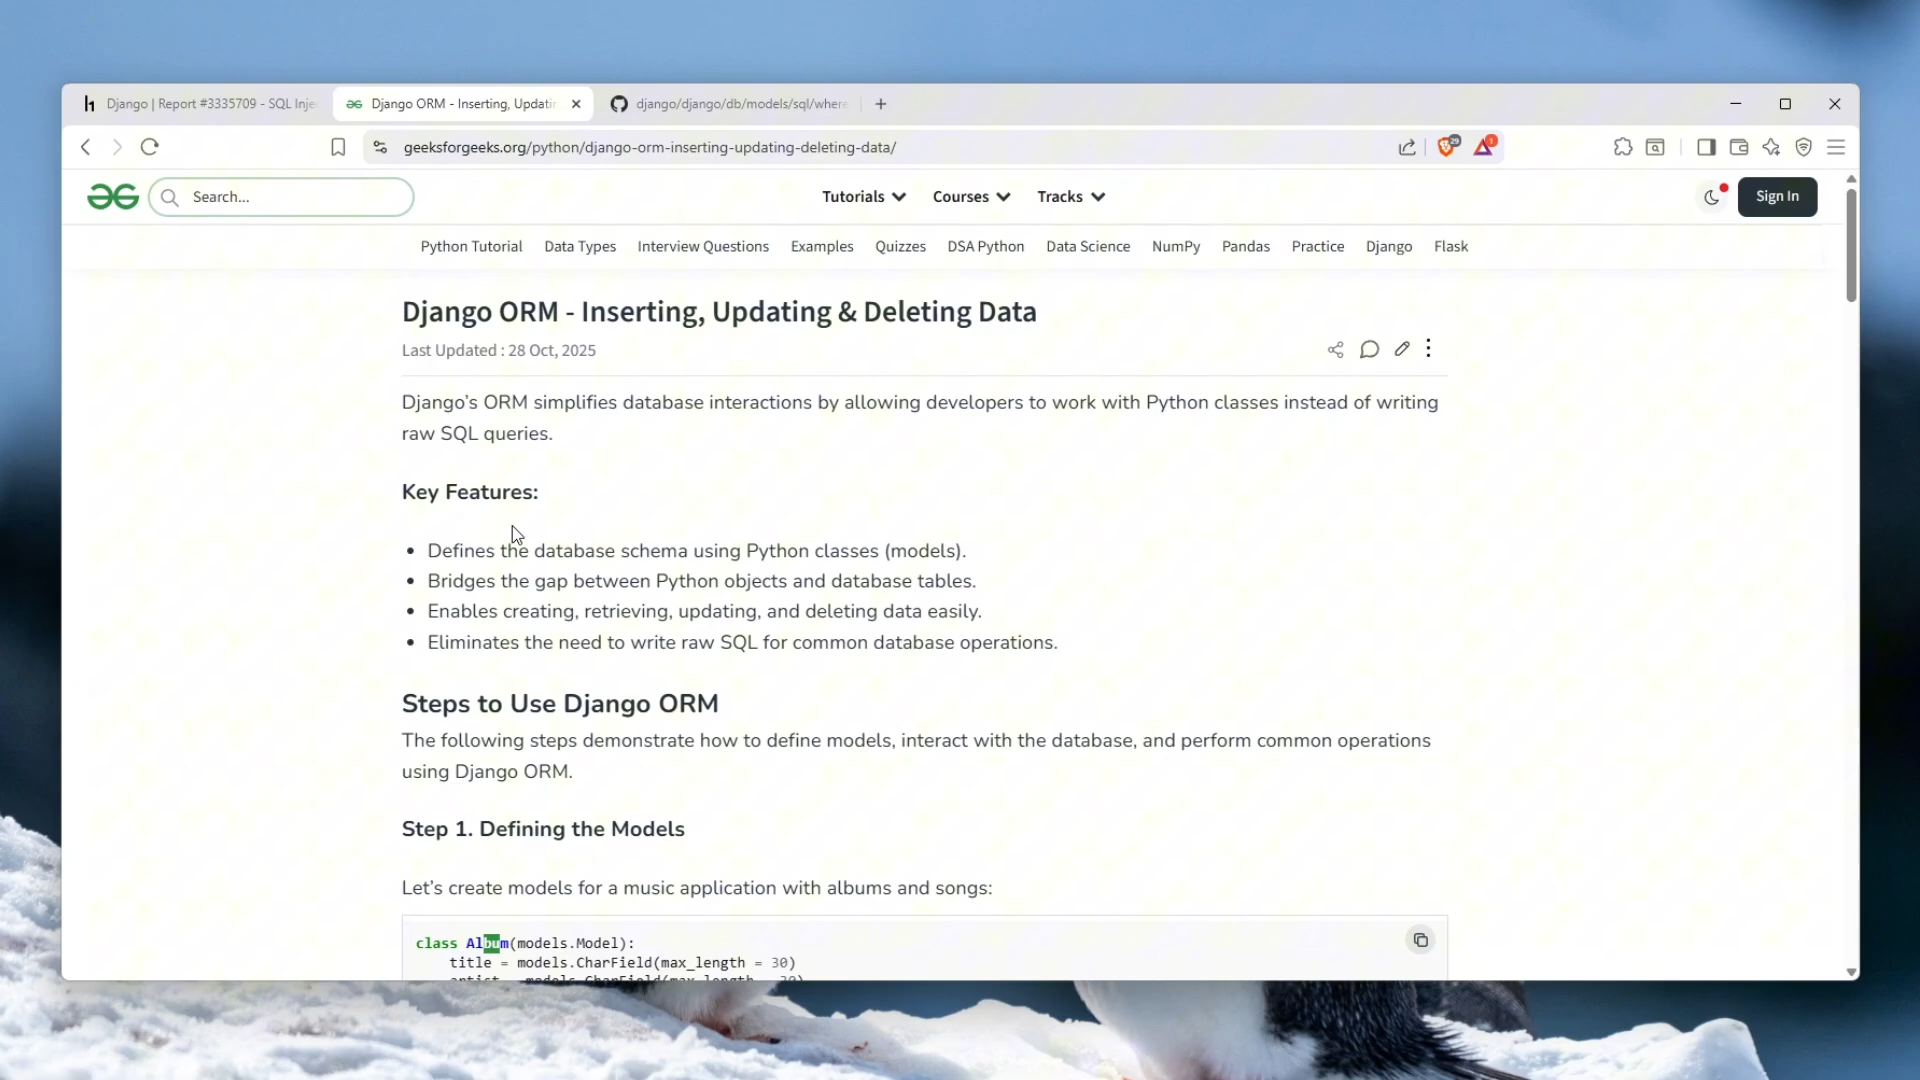 Django | Report #3335709 - SQL Inje
Django ORM - Inserting, Updatin
django/django/db/models/sql/where
geeksforgeeks.org/python/django-orm-inserting-updating-deleting-data/
Search...
Tutorials
Courses
Tracks
Sign In
Python Tutorial
Data Types
Interview Questions
Examples
Quizzes
DSA Python
Data Science
NumPy
Pandas
Practice
Django
Flask
Django ORM - Inserting, Updating & Deleting Data
Last Updated : 28 Oct, 2025
Django’s ORM simplifies database interactions by allowing developers to work with Python classes instead of writing
raw SQL queries.
Key Features:
Defines the database schema using Python classes (models).
Bridges the gap between Python objects and database tables.
Enables creating, retrieving, updating, and deleting data easily.
Eliminates the need to write raw SQL for common database operations.
Steps to Use Django ORM
The following steps demonstrate how to define models, interact with the database, and perform common operations
using Django ORM.
Step 1. Defining the Models
Let’s create models for a music application with albums and songs:
class Album(models.Model):
title = models.CharField(max_length = 30)
artist = models.CharField(max_length = 30)